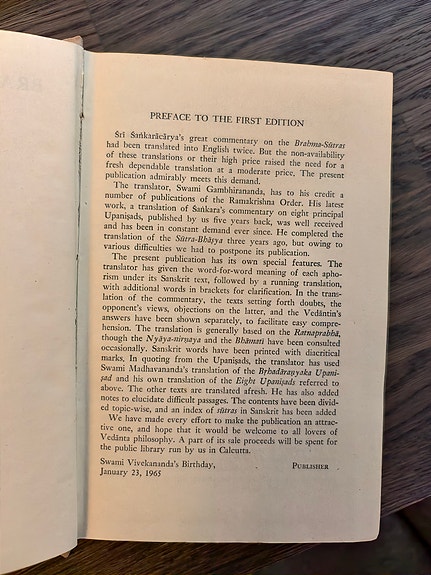 PREFACE TO THE FIRST EDITION
Śrī Śaṅkarācārya's great commentary on the Brahma-Sūtras
had been translated into English twice. But the non-availability
of these translations or their high price raised the need for a
fresh dependable translation at a moderate price. The present
publication admirably meets this demand.
The translator, Swami Gambhirananda, has to his credit a
number of publications of the Ramakrishna Order. His latest
work, a translation of Śaṅkara's commentary on eight principal
Upaniṣads, published by us five years back, was well received
and has been in constant demand ever since. He completed the
translation of the Sūtra-Bhāṣya three years ago, but owing to
various difficulties we had to postpone its publication.
The present publication has its own special features. The
translator has given the word-for-word meaning of each apho-
rism under its Sanskrit text, followed by a running translation,
with additional words in brackets for clarification. In the trans-
lation of the commentary, the texts setting forth doubts, the
opponent's views, objections on the latter, and the Vedāntin's
answers have been shown separately, to facilitate easy compre-
hension. The translation is generally based on the Ratnaprabhā,
though the Nyāya-nirṇaya and the Bhāmatī have been consulted
occasionally. Sanskrit words have been printed with diacritical
marks. In quoting from the Upaniṣads, the translator has used
Swami Madhavananda's translation of the Bṛhadāraṇyaka Upani-
ṣad and his own translation of the Eight Upaniṣads referred to
above. The other texts are translated afresh. He has also added
notes to elucidate difficult passages. The contents have been divid-
ed topic-wise, and an index of sūtras in Sanskrit has been added
We have made every effort to make the publication an attrac-
tive one, and hope that it would be welcome to all lovers of
Vedānta philosophy. A part of its sale proceeds will be spent for
the public library run by us in Calcutta.
Swami Vivekananda's Birthday, PUBLISHER
January 23, 1965